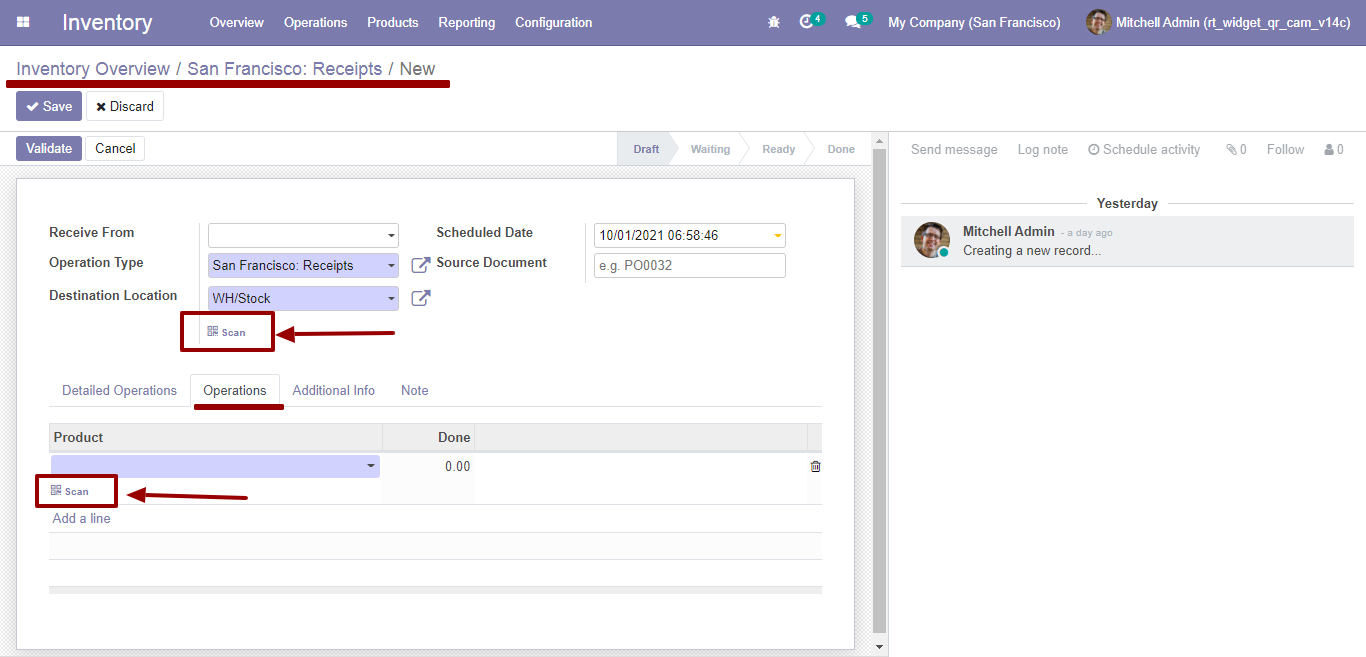 Inventory Overview Operations Products Reporting Configuration 4 5 My Company (San Francisco) Mitchell Admin (rt_widget_qr_cam_v14c)
Inventory Overview / San Francisco: Receipts / New
Save Discard
Validate Cancel Draft Waiting Ready Done Send message Log note Schedule activity 0 Follow 0
Yesterday
Receive From Scheduled Date 10/01/2021 06:58:46
Mitchell Admin - a day ago
Creating a new record...
Operation Type San Francisco: Receipts Source Document e.g. PO0032
Destination Location WH/Stock
Scan
Detailed Operations Operations Additional Info Note
Product Done
0.00
Scan
Add a line